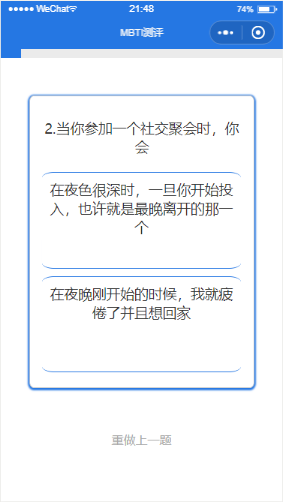 WeChat
21:48
74%
MBTI测评
2.当你参加一个社交聚会时，你
会
在夜色很深时，一旦你开始投
入，也许就是最晚离开的那一
个
在夜晚刚开始的时候，我就疲
倦了并且想回家
重做上一题